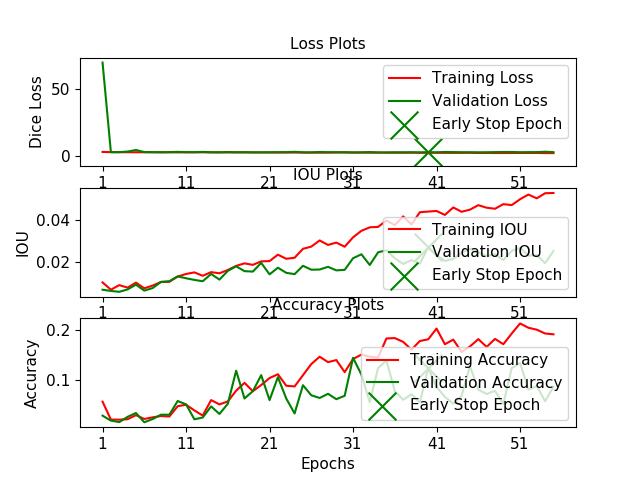 Loss Plots
Dice Loss
50
0
Training Loss
Validation Loss
Early Stop Epoch
1 11 21 31 41 51
IOU Plots
IOU
0.04
0.02
Training IOU
Validation IOU
Early Stop Epoch
1 11 21 31 41 51
Accuracy Plots
Accuracy
0.2
0.1
Training Accuracy
Validation Accuracy
Early Stop Epoch
1 11 21 31 41 51
Epochs